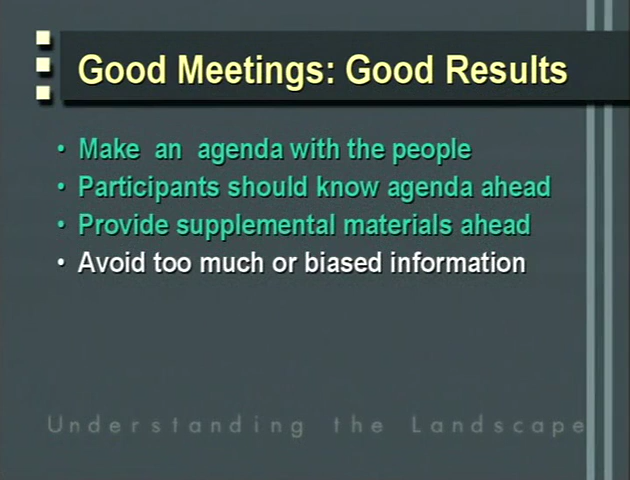 Good Meetings: Good Results
• Make an agenda with the people
• Participants should know agenda ahead
• Provide supplemental materials ahead
• Avoid too much or biased information
Understanding the Landscape